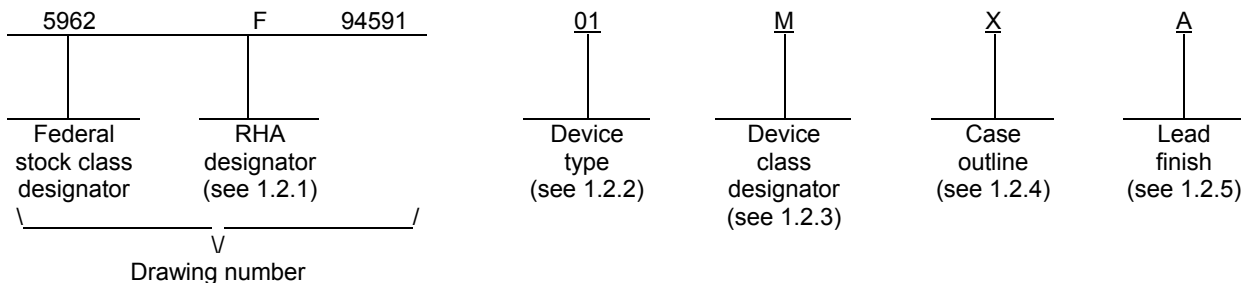 5962 F 94591 01 M X A
Federal stock class designator
RHA designator (see 1.2.1)
Device type (see 1.2.2)
Device class designator (see 1.2.3)
Case outline (see 1.2.4)
Lead finish (see 1.2.5)
Drawing number